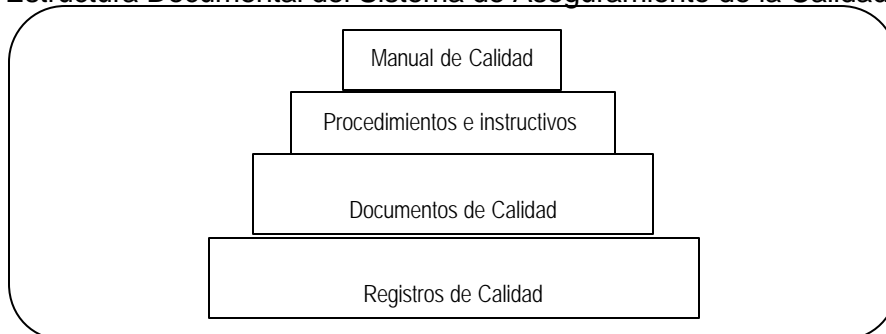 Estructura Documental del Sistema de Aseguramiento de la Calidad
Manual de Calidad
Procedimientos e instructivos
Documentos de Calidad
Registros de Calidad